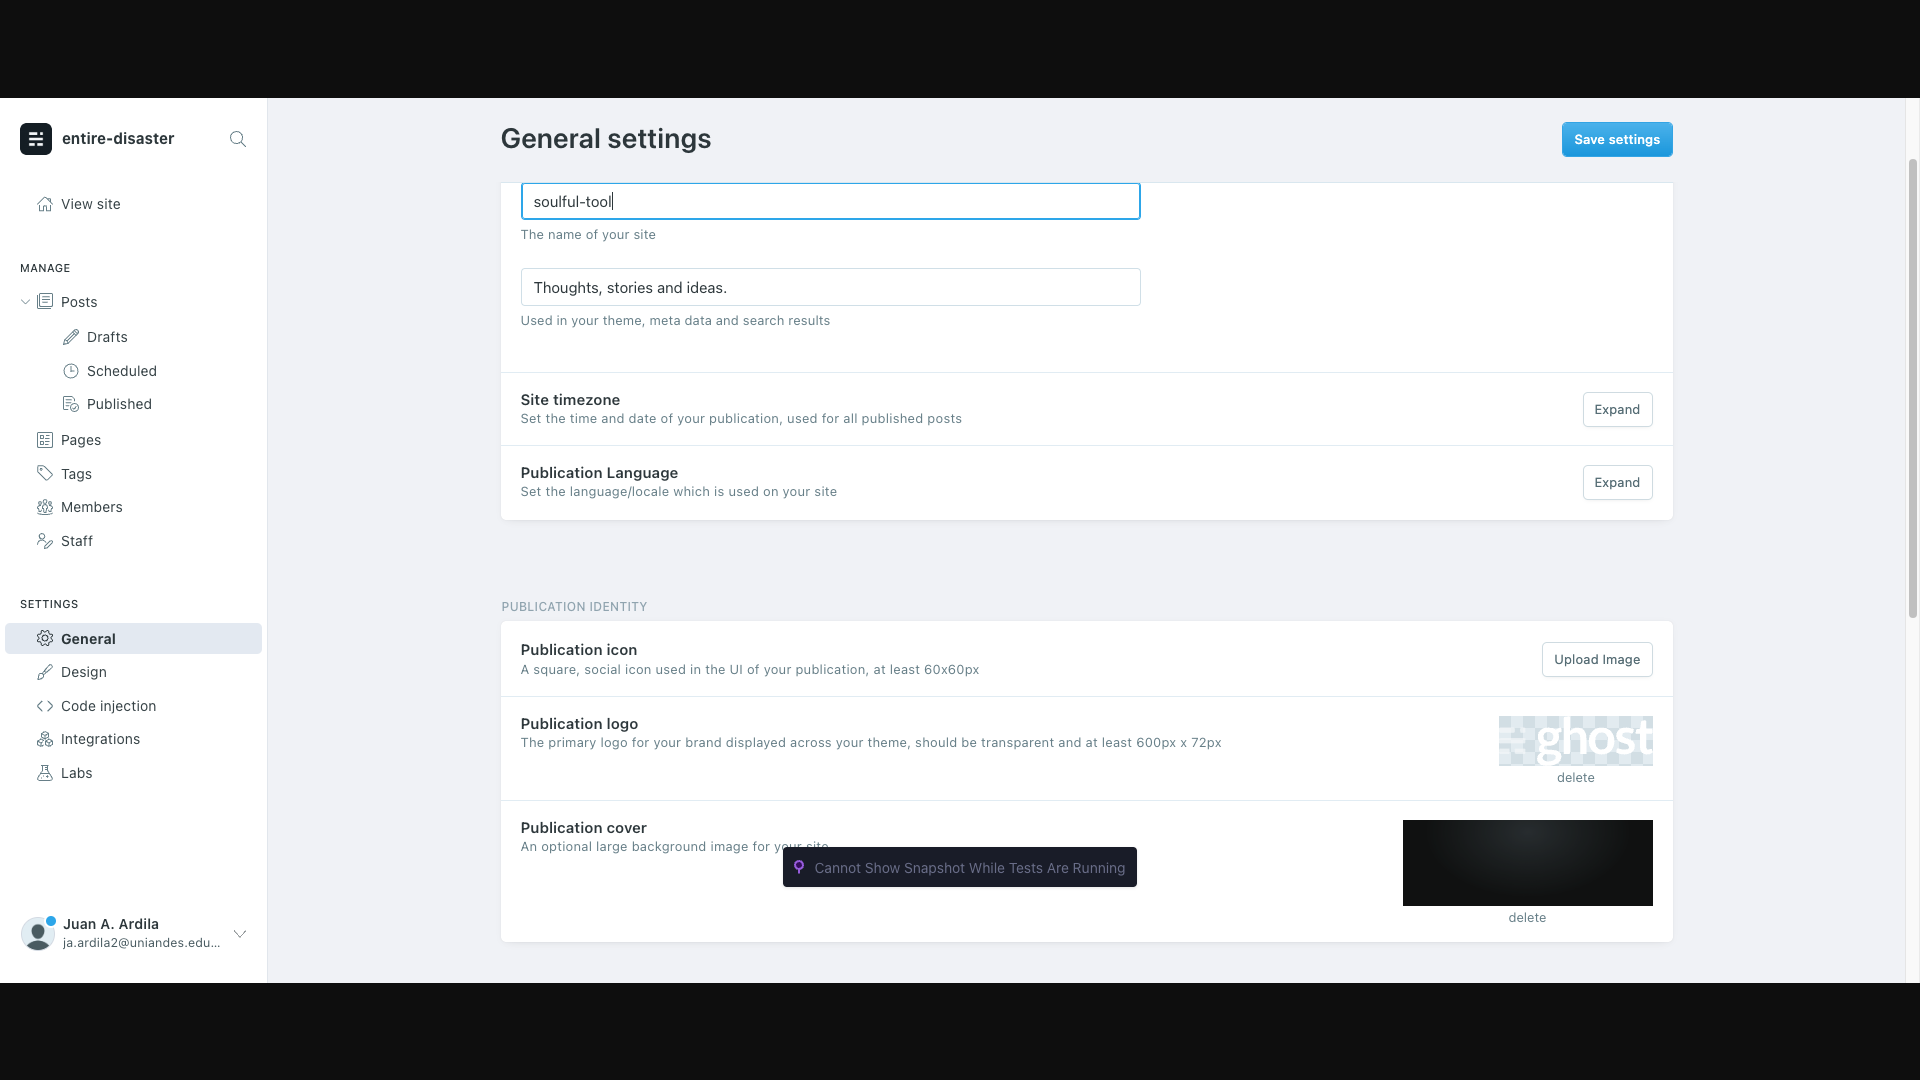 entire-disaster
General settings
Save settings
View site
soulful-tool
The name of your site
MANAGE
Posts
Thoughts, stories and ideas.
Used in your theme, meta data and search results
Drafts
Scheduled
Published
Pages
Tags
Members
Staff
Site timezone
Set the time and date of your publication, used for all published posts
Expand
Publication Language
Set the language/locale which is used on your site
Expand
SETTINGS
General
Design
Code injection
Integrations
Labs
PUBLICATION IDENTITY
Publication icon
A square, social icon used in the UI of your publication, at least 60x60px
Upload Image
Publication logo
The primary logo for your brand displayed across your theme, should be transparent and at least 600px x 72px
ghost
delete
Publication cover
An optional large background image for your site
Cannot Show Snapshot While Tests Are Running
delete
Juan A. Ardila
ja.ardila2@uniandes.edu...